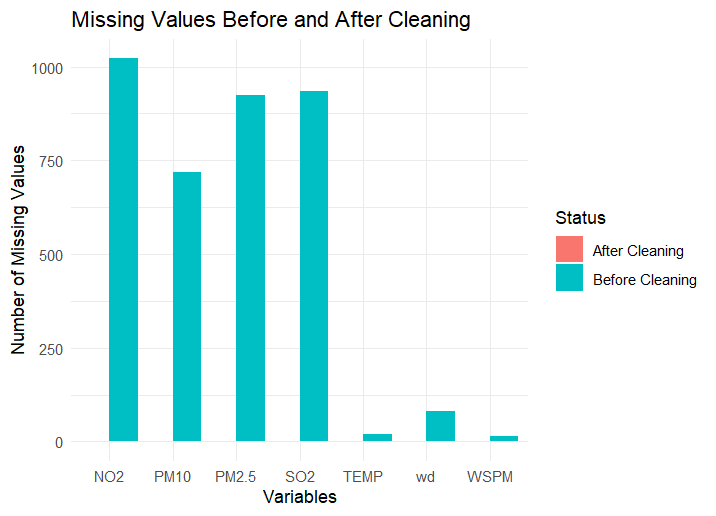 Missing Values Before and After Cleaning
Number of Missing Values
1000
750
500
250
0
NO2 PM10 PM2.5 SO2 TEMP wd WSPM
Variables
Status
After Cleaning
Before Cleaning